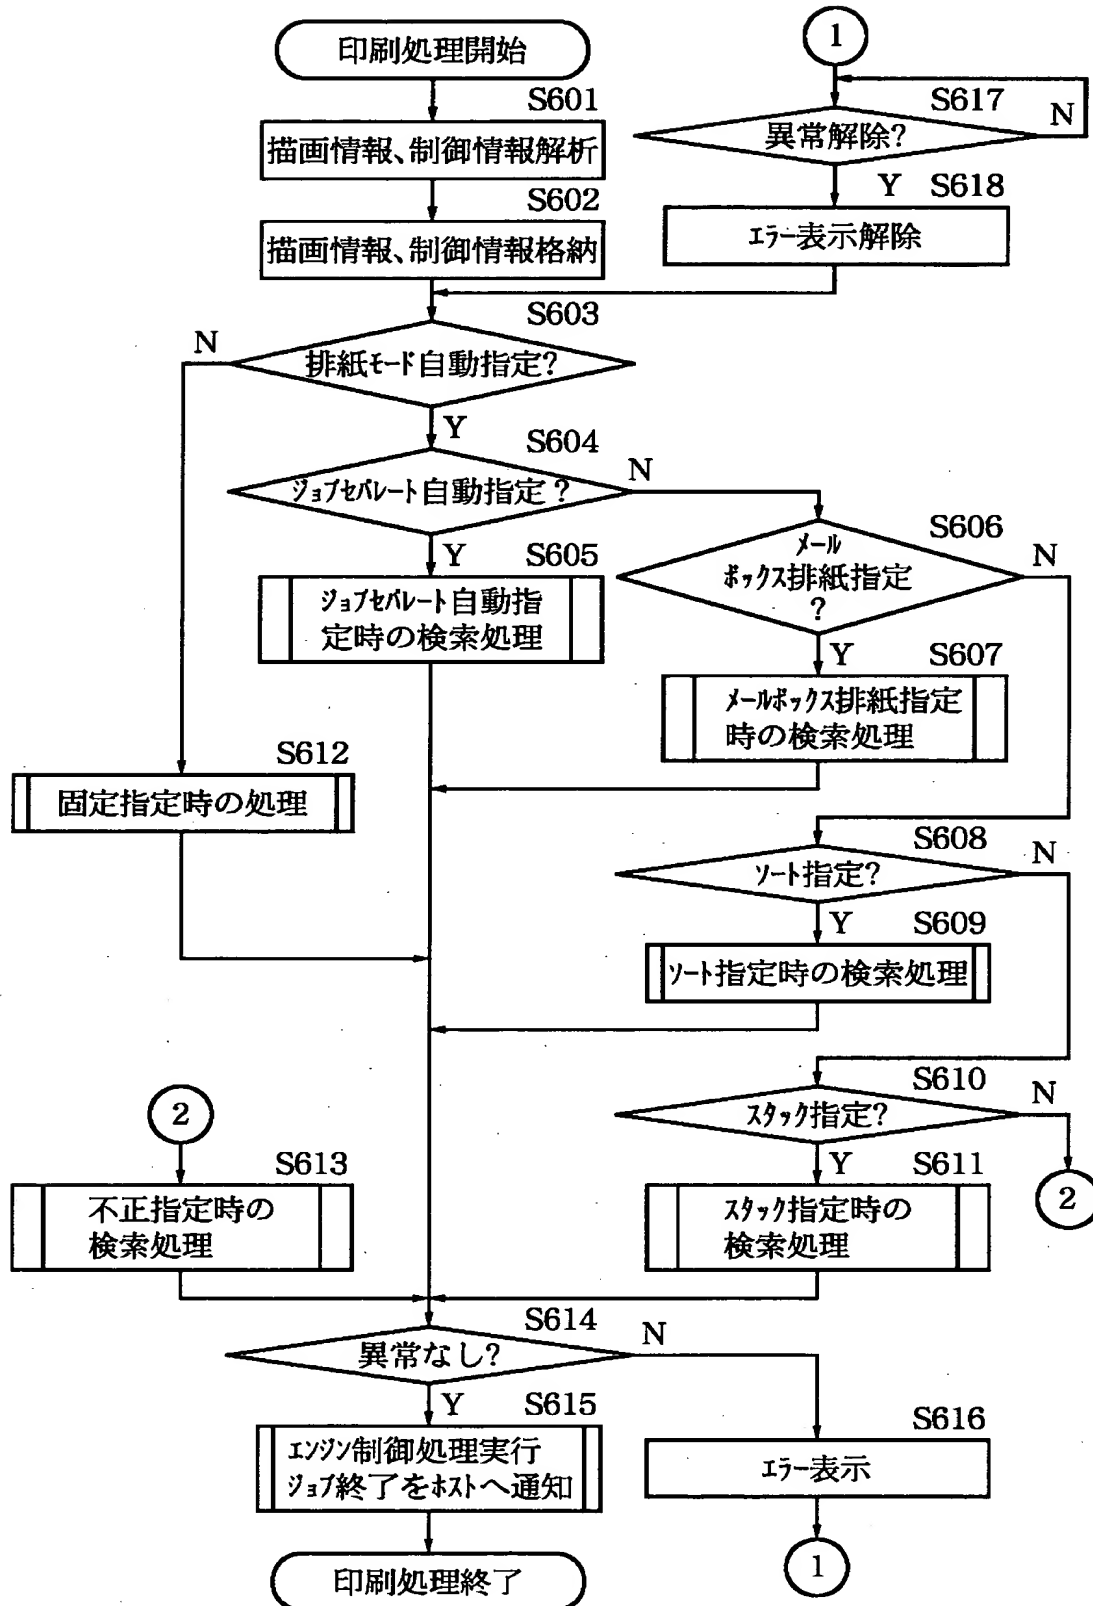 印刷処理開始
S601
描画情報、制御情報解析
S602
描画情報、制御情報格納
1
S617
異常解除?
N
Y
S618
エラー表示解除
S603
N
排紙モード自動指定?
Y
S604
N
ジョブセパレート自動指定?
Y
S605
ジョブセパレート自動指
定時の検索処理
S606
N
メール
ボックス排紙指定
?
Y
S607
メールボックス排紙指定
時の検索処理
S612
固定指定時の処理
S608
N
ソート指定?
Y
S609
ソート指定時の検索処理
S610
N
スタック指定?
Y
S611
スタック指定時の
検索処理
2
2
S613
不正指定時の
検索処理
S614
N
異常なし?
Y
S615
エンジン制御処理実行
ジョブ終了をホストへ通知
S616
エラー表示
1
印刷処理終了